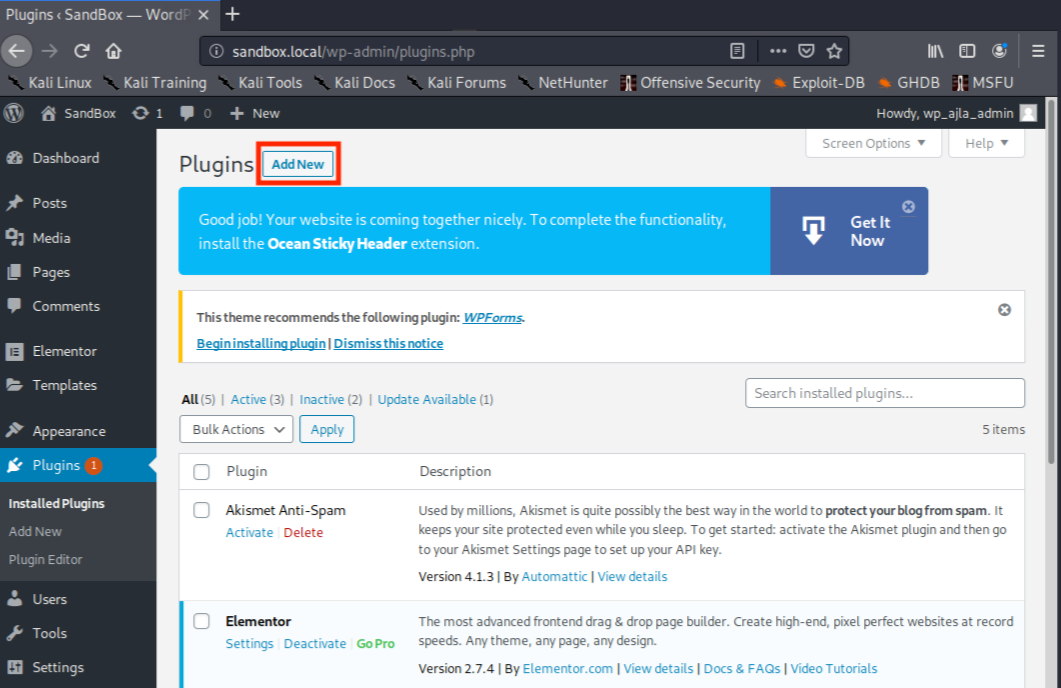 Plugins ‹ SandBox — WordP
sandbox.local/wp-admin/plugins.php
Kali Linux Kali Training Kali Tools Kali Docs Kali Forums NetHunter Offensive Security Exploit-DB GHDB MSFU
SandBox 1 0 New Howdy, wp_ajla_admin
Screen Options Help
Dashboard
Posts
Media
Pages
Comments
Elementor
Templates
Appearance
Plugins 1
Installed Plugins
Add New
Plugin Editor
Users
Tools
Settings
Plugins Add New
Good job! Your website is coming together nicely. To complete the functionality,
install the Ocean Sticky Header extension.
Get It
Now
This theme recommends the following plugin: WPForms.
Begin installing plugin | Dismiss this notice
All (5) | Active (3) | Inactive (2) | Update Available (1)
Search installed plugins...
Bulk Actions Apply
5 items
Plugin Description
Akismet Anti-Spam
Activate | Delete
Used by millions, Akismet is quite possibly the best way in the world to protect your blog from spam. It
keeps your site protected even while you sleep. To get started: activate the Akismet plugin and then go
to your Akismet Settings page to set up your API key.
Version 4.1.3 | By Automattic | View details
Elementor
Settings | Deactivate | Go Pro
The most advanced frontend drag & drop page builder. Create high-end, pixel perfect websites at record
speeds. Any theme, any page, any design.
Version 2.7.4 | By Elementor.com | View details | Docs & FAQs | Video Tutorials